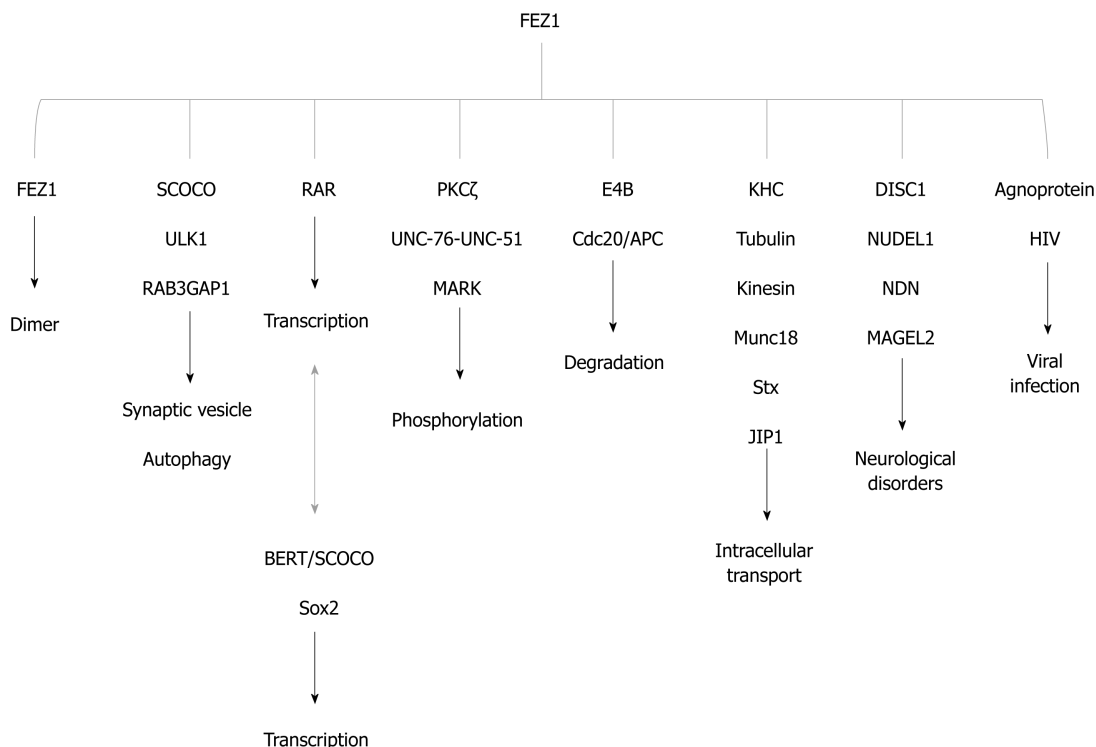 FEZ1
FEZ1
Dimer
SCOCO
ULK1
RAB3GAP1
Synaptic vesicle
Autophagy
RAR
Transcription
BERT/SCOCO
Sox2
Transcription
PKCζ
UNC-76-UNC-51
MARK
Phosphorylation
E4B
Cdc20/APC
Degradation
KHC
Tubulin
Kinesin
Munc18
Stx
JIP1
Intracellular
transport
DISC1
NUDEL1
NDN
MAGEL2
Neurological
disorders
Agnoprotein
HIV
Viral
infection